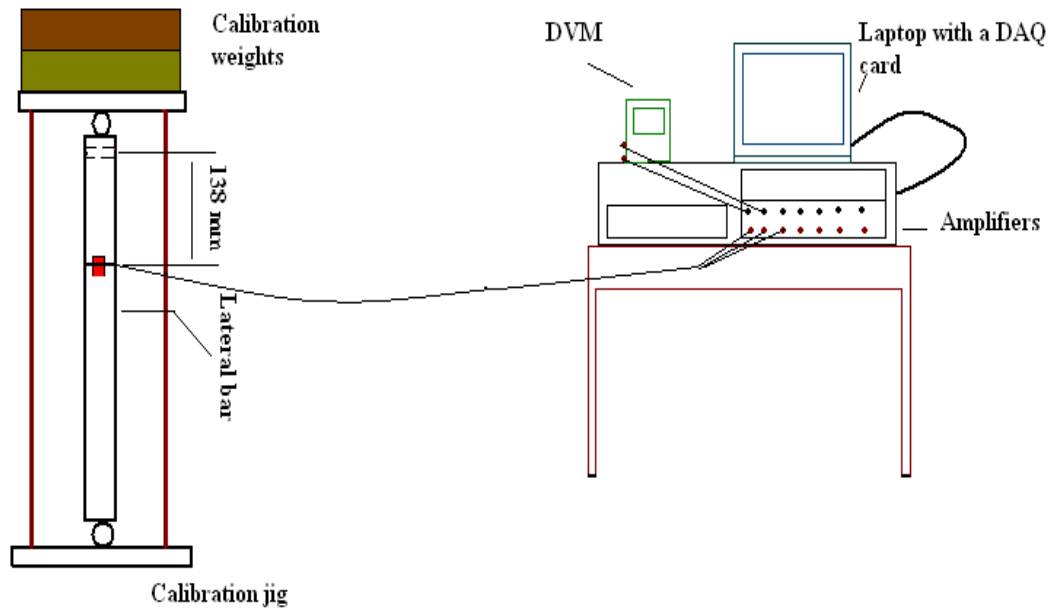 Calibration
weights
DVM
Laptop with a DAQ
card
138 mm
Amplifiers
Lateral bar
Calibration jig